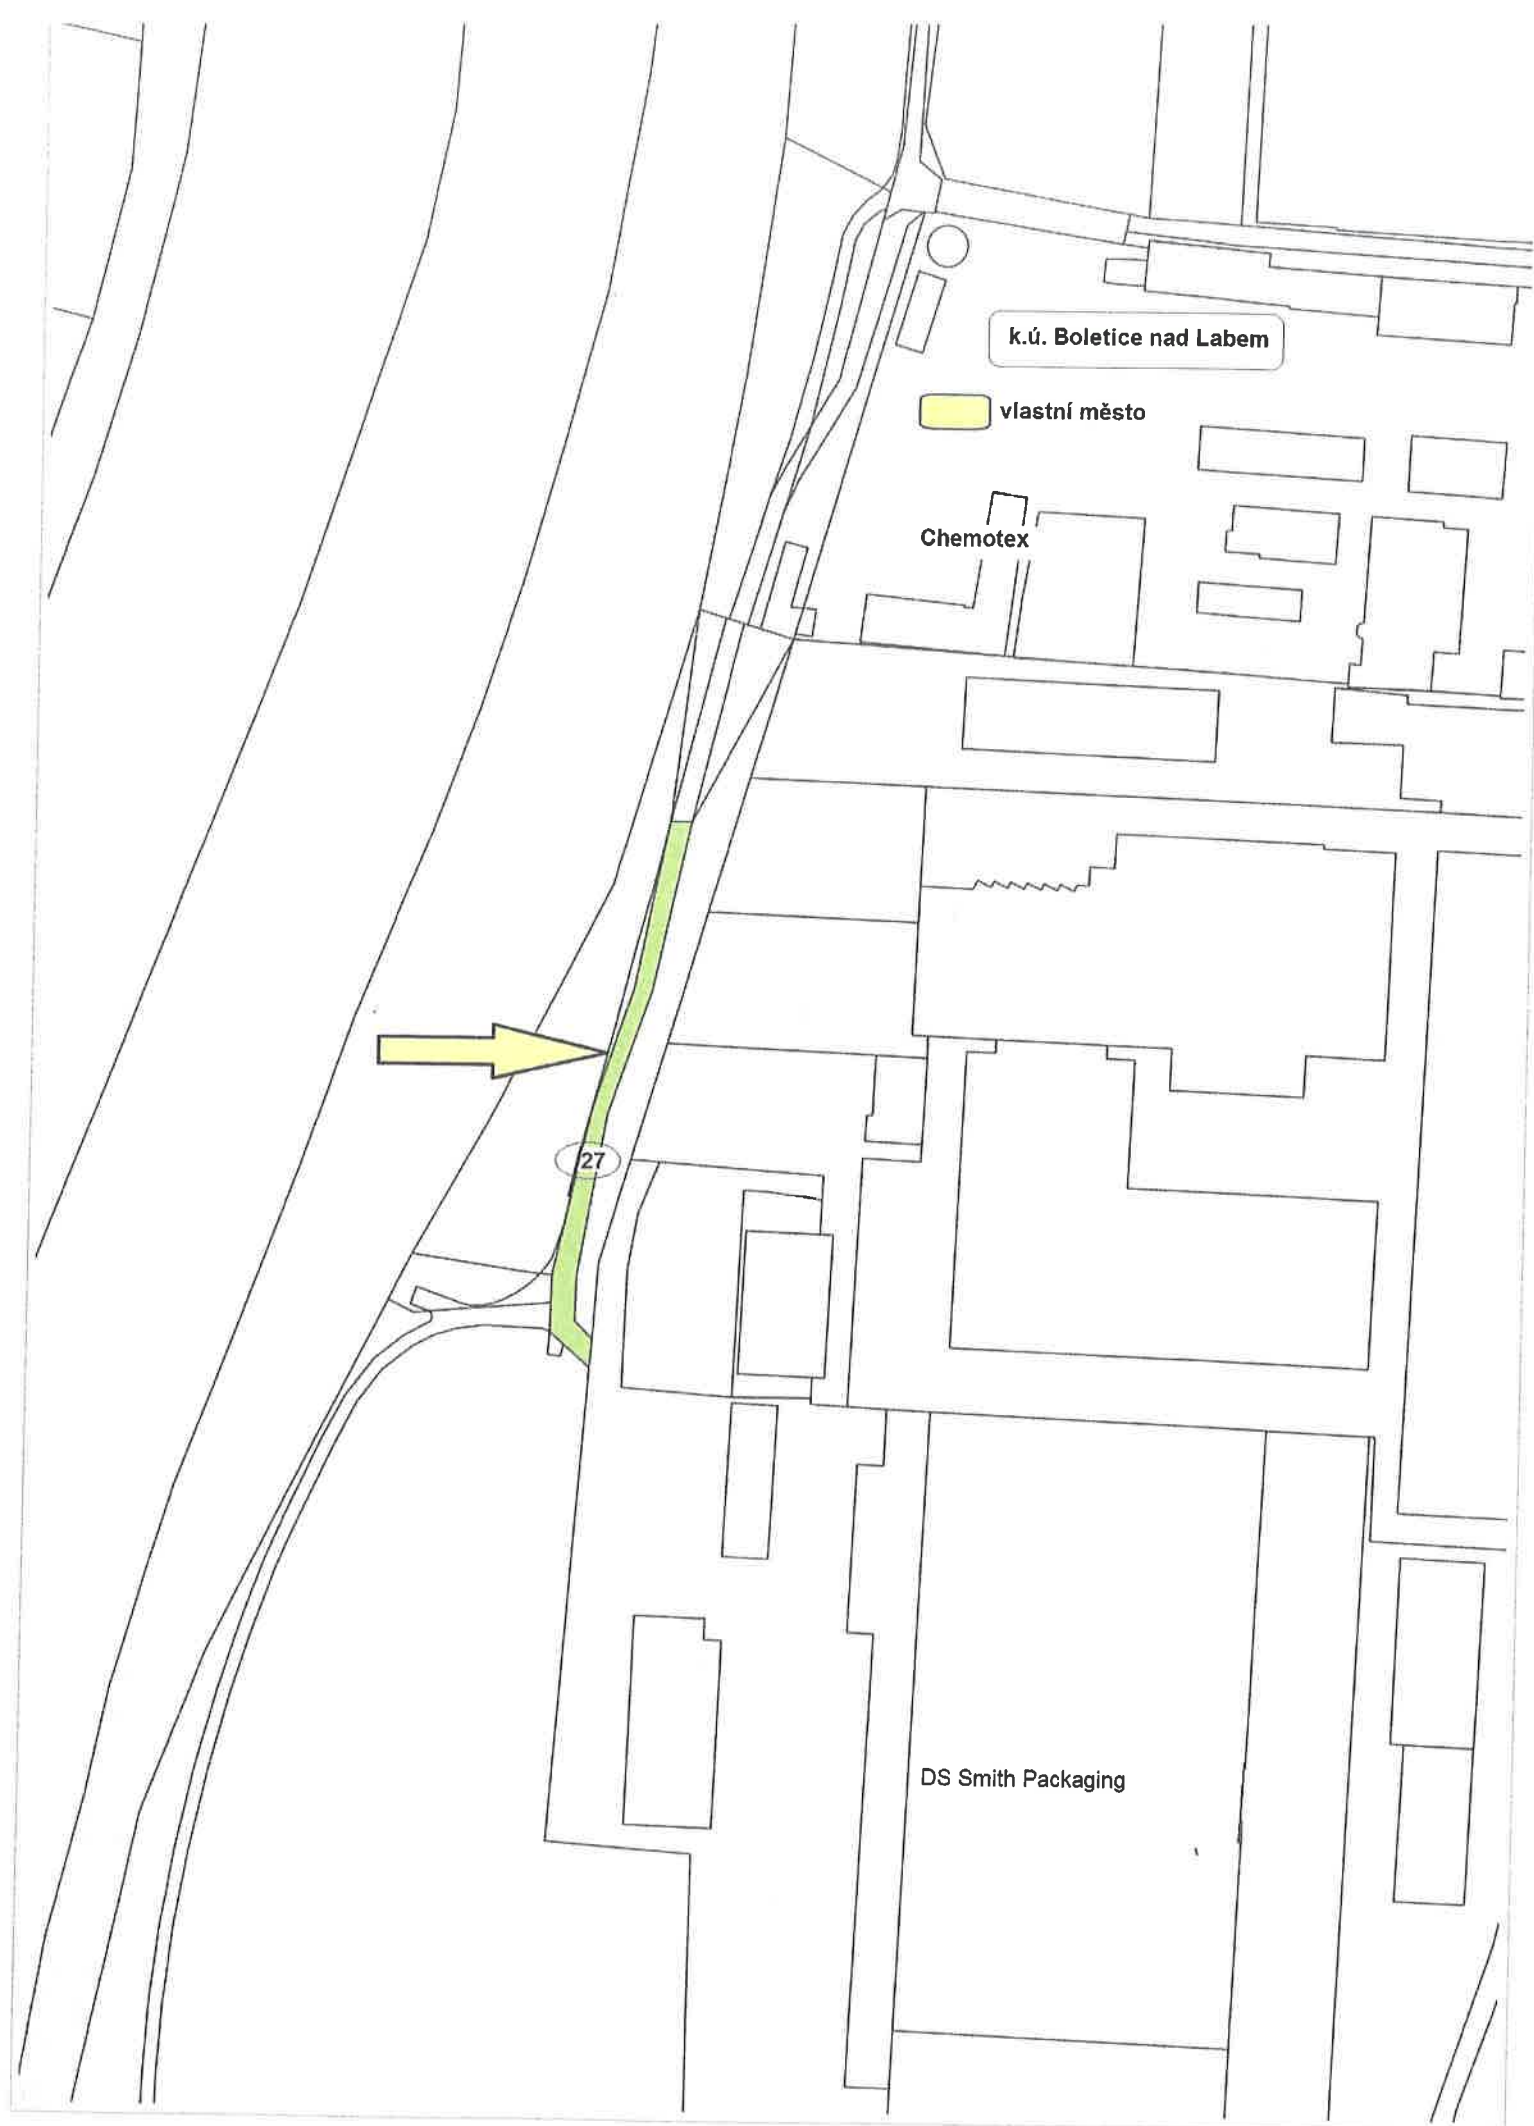 k.ú. Boletice nad Labem
vlastní město
Chemotex
27
DS Smith Packaging